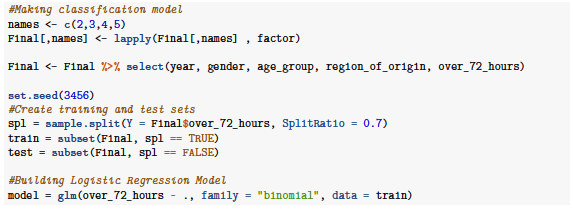 #Making classification model
names <- c(2,3,4,5)
Final[,names] <- lapply(Final[,names] , factor)
Final <- Final %>% select(year, gender, age_group, region_of_origin, over_72_hours)
set.seed(3456)
#Create training and test sets
spl = sample.split(Y = Final$over_72_hours, SplitRatio = 0.7)
train = subset(Final, spl == TRUE)
test = subset(Final, spl == FALSE)
#Building Logistic Regression Model
model = glm(over_72_hours ~ ., family = "binomial", data = train)